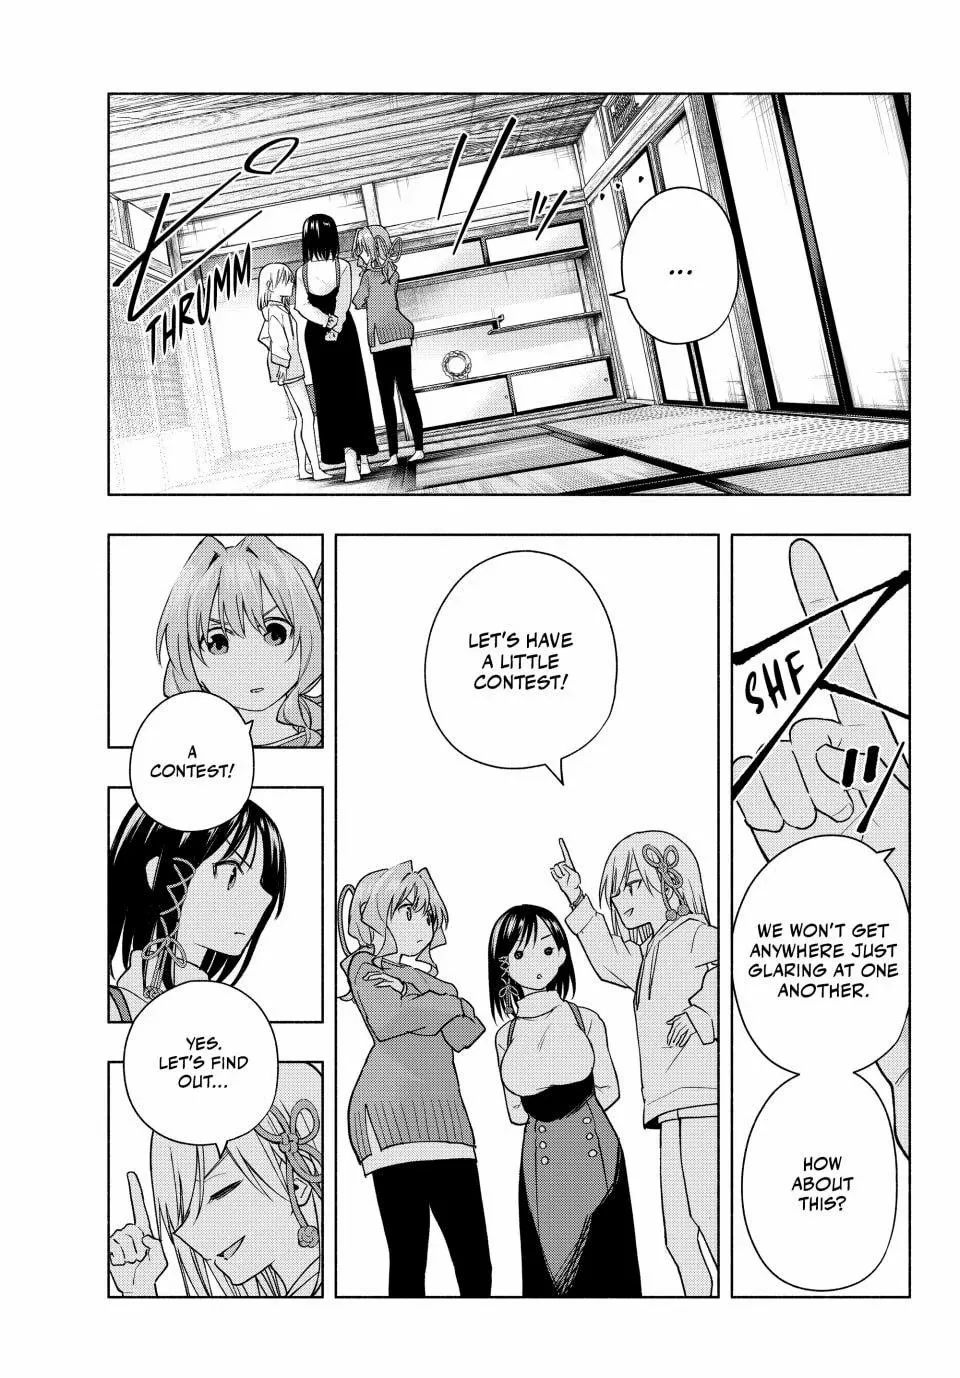 ...
THRUMM
SHF
WE WON'T GET
ANYWHERE JUST
GLARING AT ONE
ANOTHER.
HOW
ABOUT
THIS?
LET'S HAVE
A LITTLE
CONTEST!
A
CONTEST!
YES.
LET'S FIND
OUT...